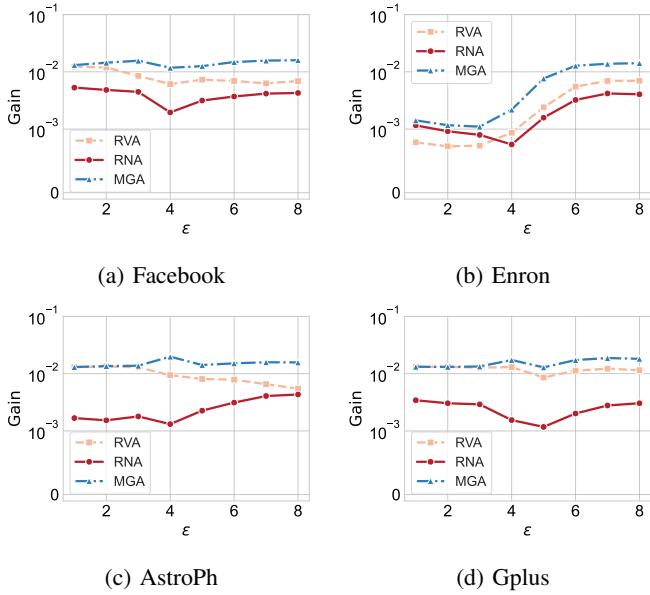 10⁻¹
10⁻²
10⁻³
0
Gain
RVA
RNA
MGA
2 4 6 8
ε
(a) Facebook
10⁻¹
10⁻²
10⁻³
0
Gain
RVA
RNA
MGA
2 4 6 8
ε
(b) Enron
10⁻¹
10⁻²
10⁻³
0
Gain
RVA
RNA
MGA
2 4 6 8
ε
(c) AstroPh
10⁻¹
10⁻²
10⁻³
0
Gain
RVA
RNA
MGA
2 4 6 8
ε
(d) Gplus